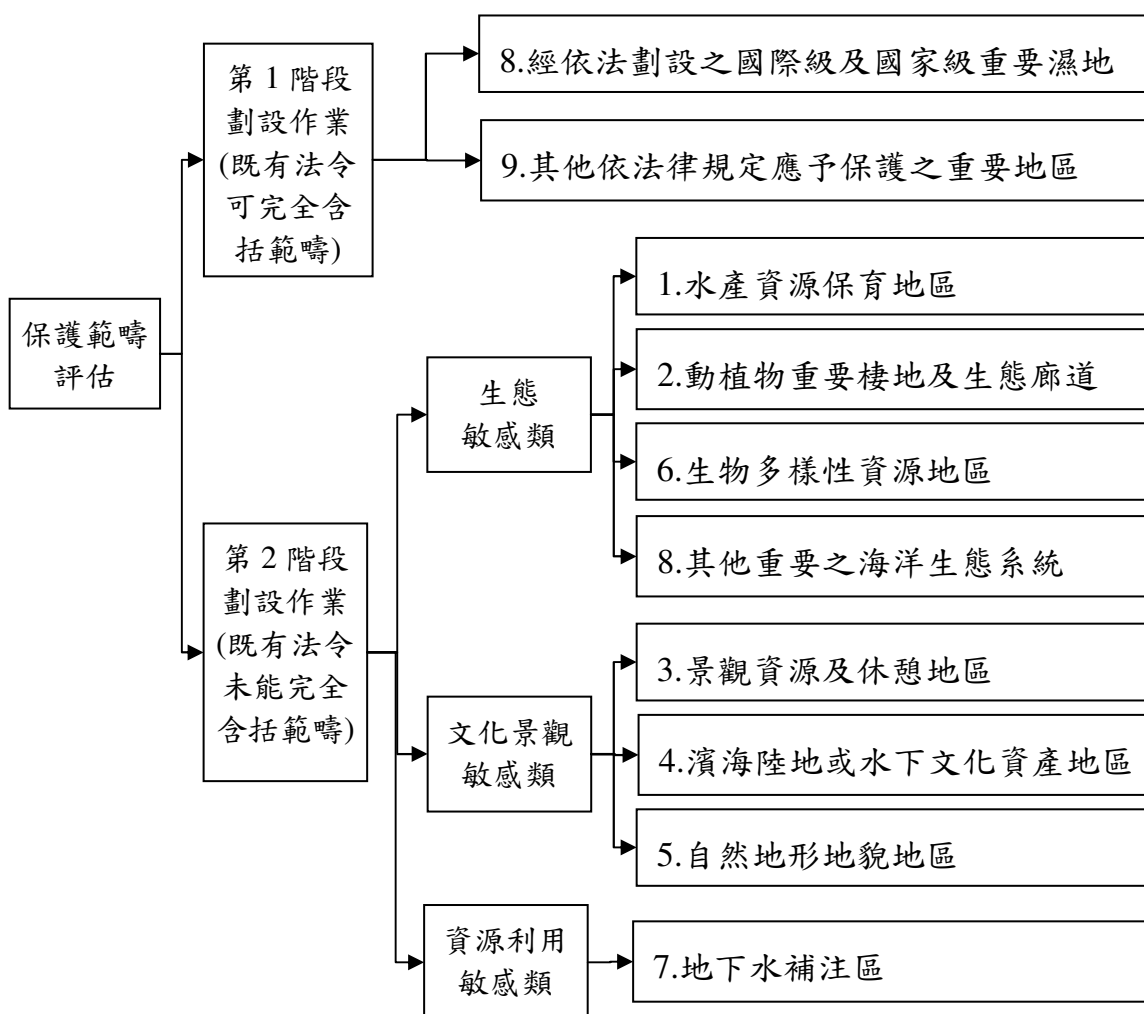 保護範疇
評估
第 1 階段
劃設作業
(既有法令
可完全含
括範疇)
8.經依法劃設之國際級及國家級重要濕地
9.其他依法律規定應予保護之重要地區
第 2 階段
劃設作業
(既有法令
未能完全
含括範疇)
生態
敏感類
1.水產資源保育地區
2.動植物重要棲地及生態廊道
6.生物多樣性資源地區
8.其他重要之海洋生態系統
文化景觀
敏感類
3.景觀資源及休憩地區
4.濱海陸地或水下文化資產地區
5.自然地形地貌地區
資源利用
敏感類
7.地下水補注區